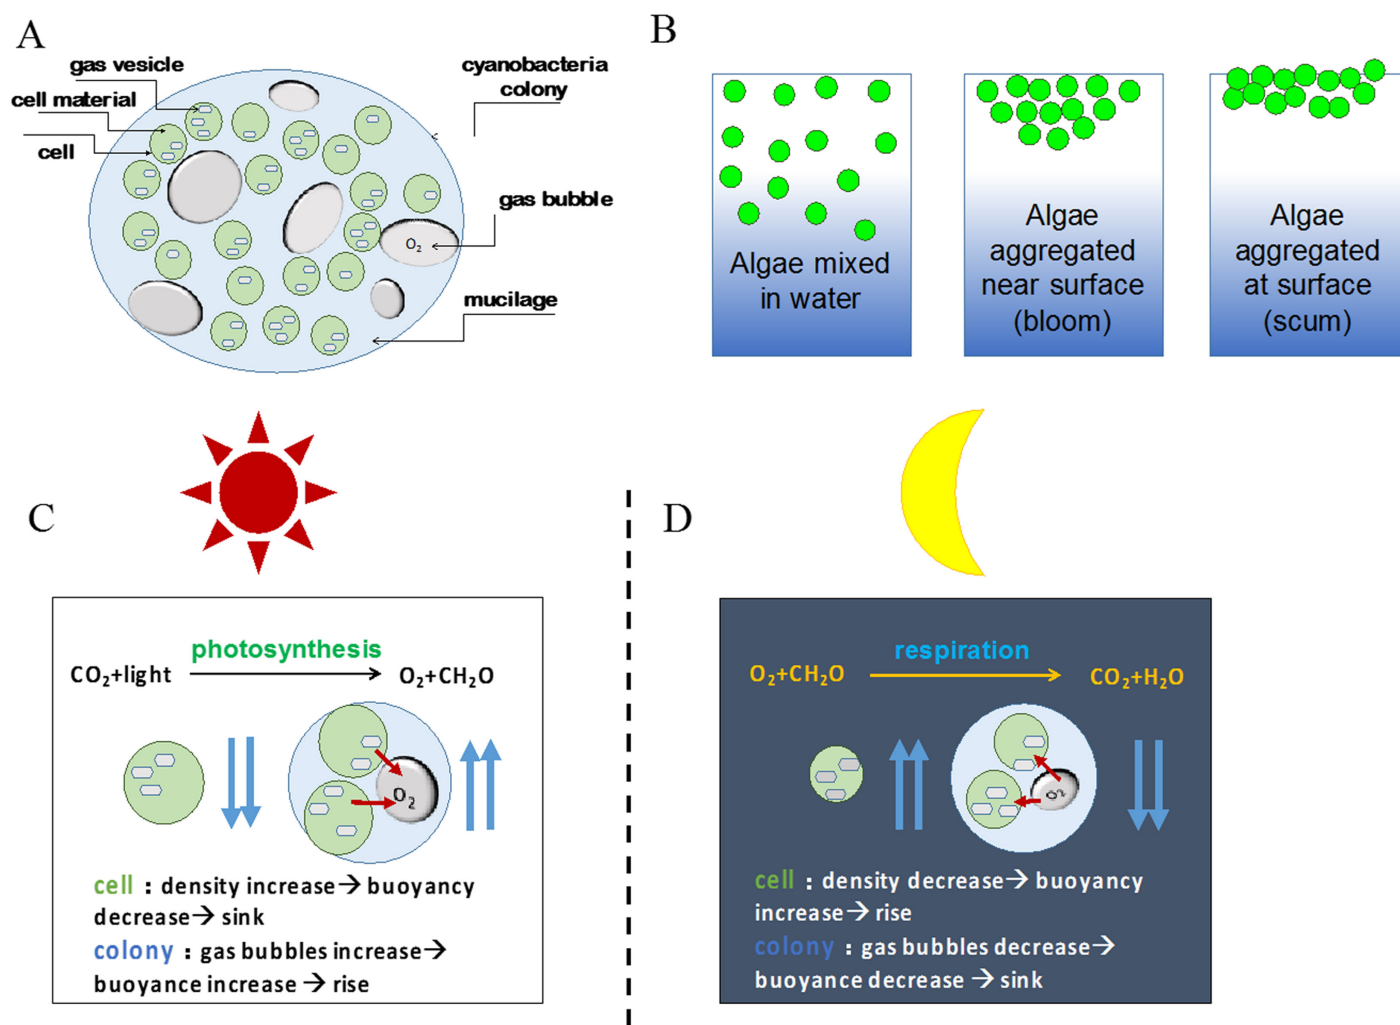 A
gas vesicle
cell material
cell
cyanobacteria
colony
gas bubble
O₂
mucilage
B
Algae mixed
in water
Algae
aggregated
near surface
(bloom)
Algae
aggregated
at surface
(scum)
C
photosynthesis
CO₂+light
O₂+CH₂O
O₂
cell : density increase→ buoyancy
decrease→ sink
colony : gas bubbles increase→
buoyance increase → rise
D
respiration
O₂+CH₂O
CO₂+H₂O
O₂
cell : density decrease→ buoyancy
increase→ rise
colony : gas bubbles decrease→
buoyance decrease → sink